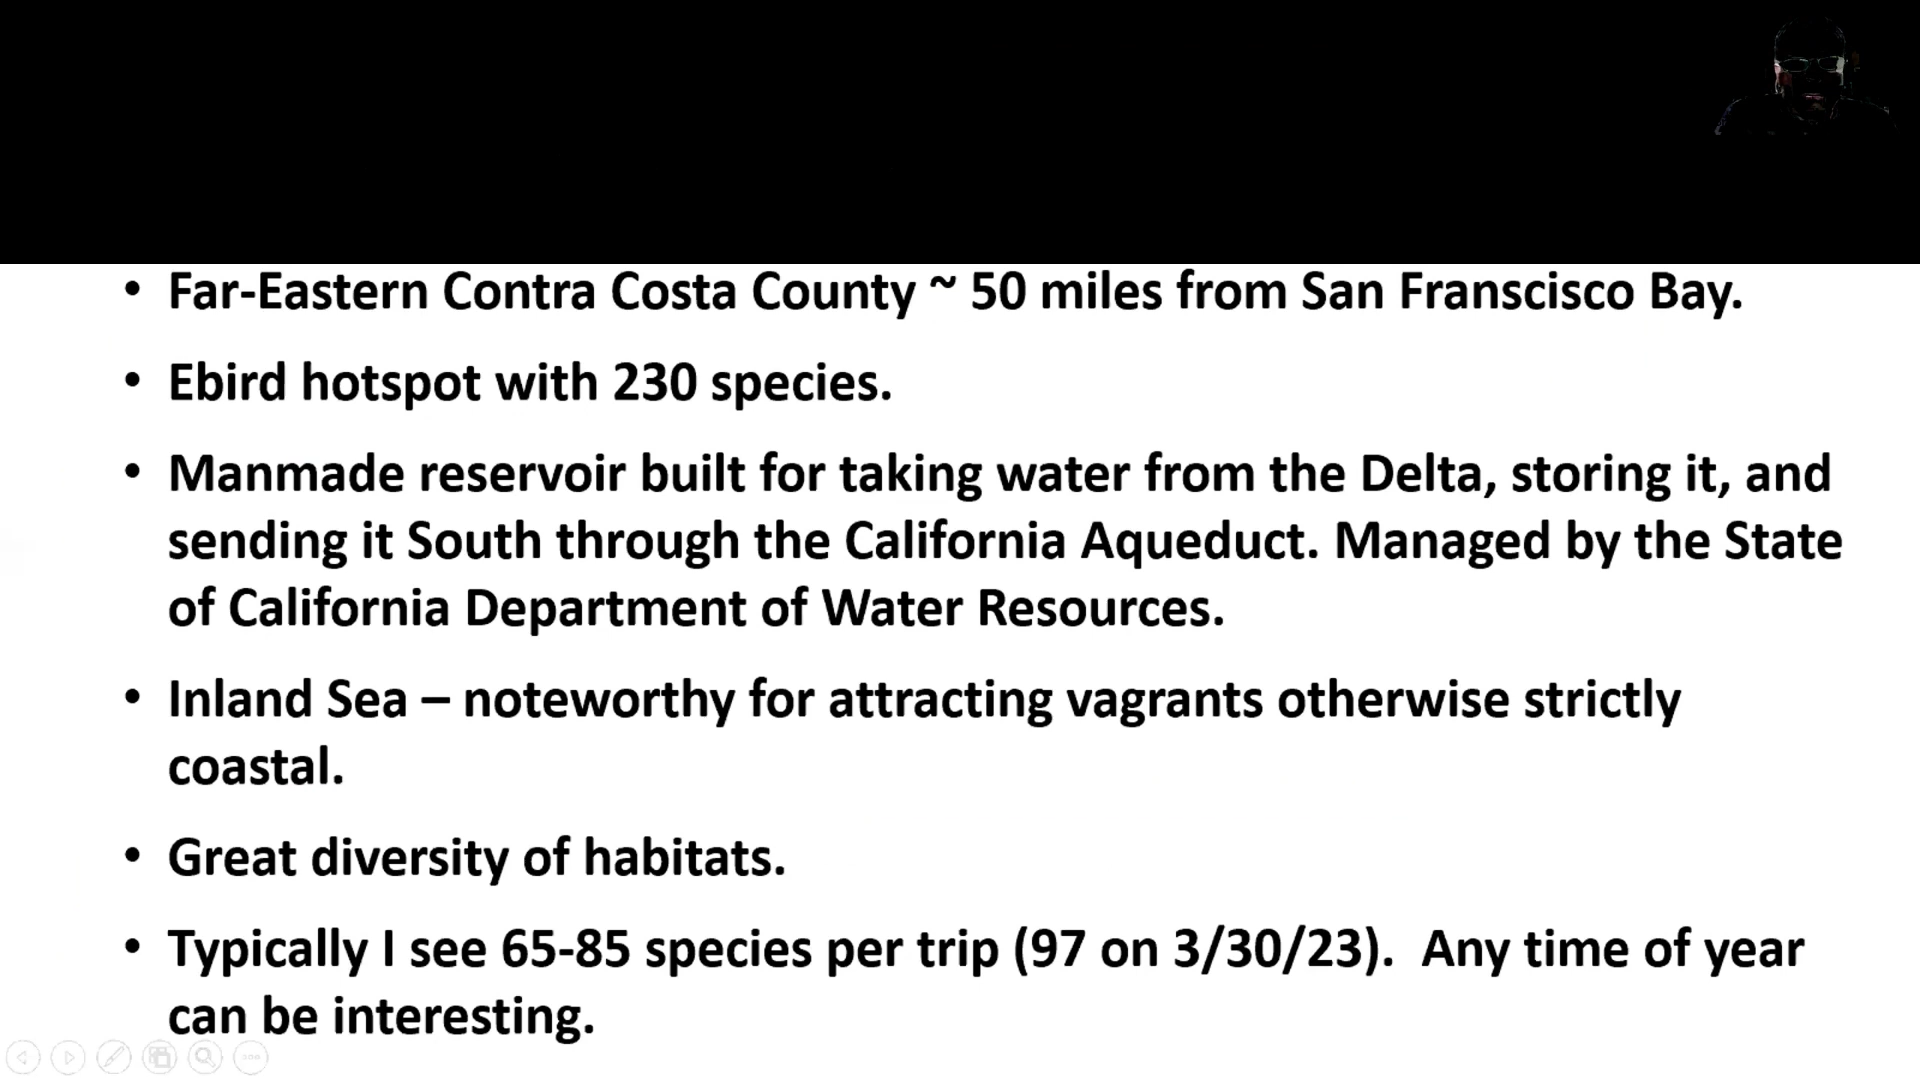 • Far-Eastern Contra Costa County ~ 50 miles from San Franscisco Bay.
• Ebird hotspot with 230 species.
• Manmade reservoir built for taking water from the Delta, storing it, and
sending it South through the California Aqueduct. Managed by the State
of California Department of Water Resources.
• Inland Sea – noteworthy for attracting vagrants otherwise strictly
coastal.
• Great diversity of habitats.
• Typically I see 65-85 species per trip (97 on 3/30/23).  Any time of year
can be interesting.